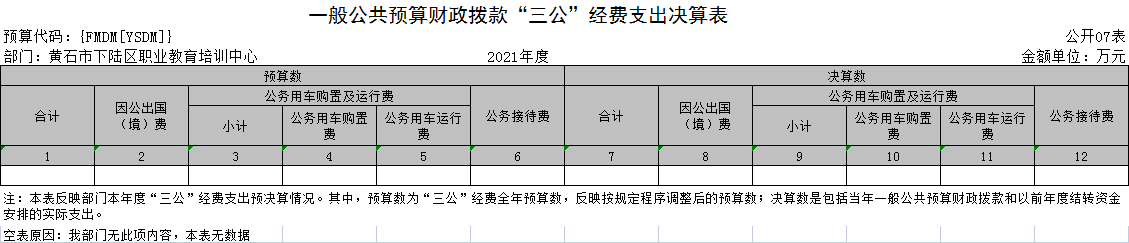 一般公共预算财政拨款“三公”经费支出决算表
预算代码：{FMDM[YSDM]} 公开07表
部门：黄石市下陆区职业教育培训中心 2021年度 金额单位：万元
预算数 决算数
合计 因公出国（境）费 公务用车购置及运行费 公务接待费 合计 因公出国（境）费 公务用车购置及运行费 公务接待费
小计 公务用车购置费 公务用车运行费 小计 公务用车购置费 公务用车运行费
1 2 3 4 5 6 7 8 9 10 11 12
注：本表反映部门本年度“三公”经费支出预决算情况。其中，预算数为“三公”经费全年预算数，反映按规定程序调整后的预算数；决算数是包括当年一般公共预算财政拨款和以前年度结转资金
安排的实际支出。
空表原因：我部门无此项内容，本表无数据